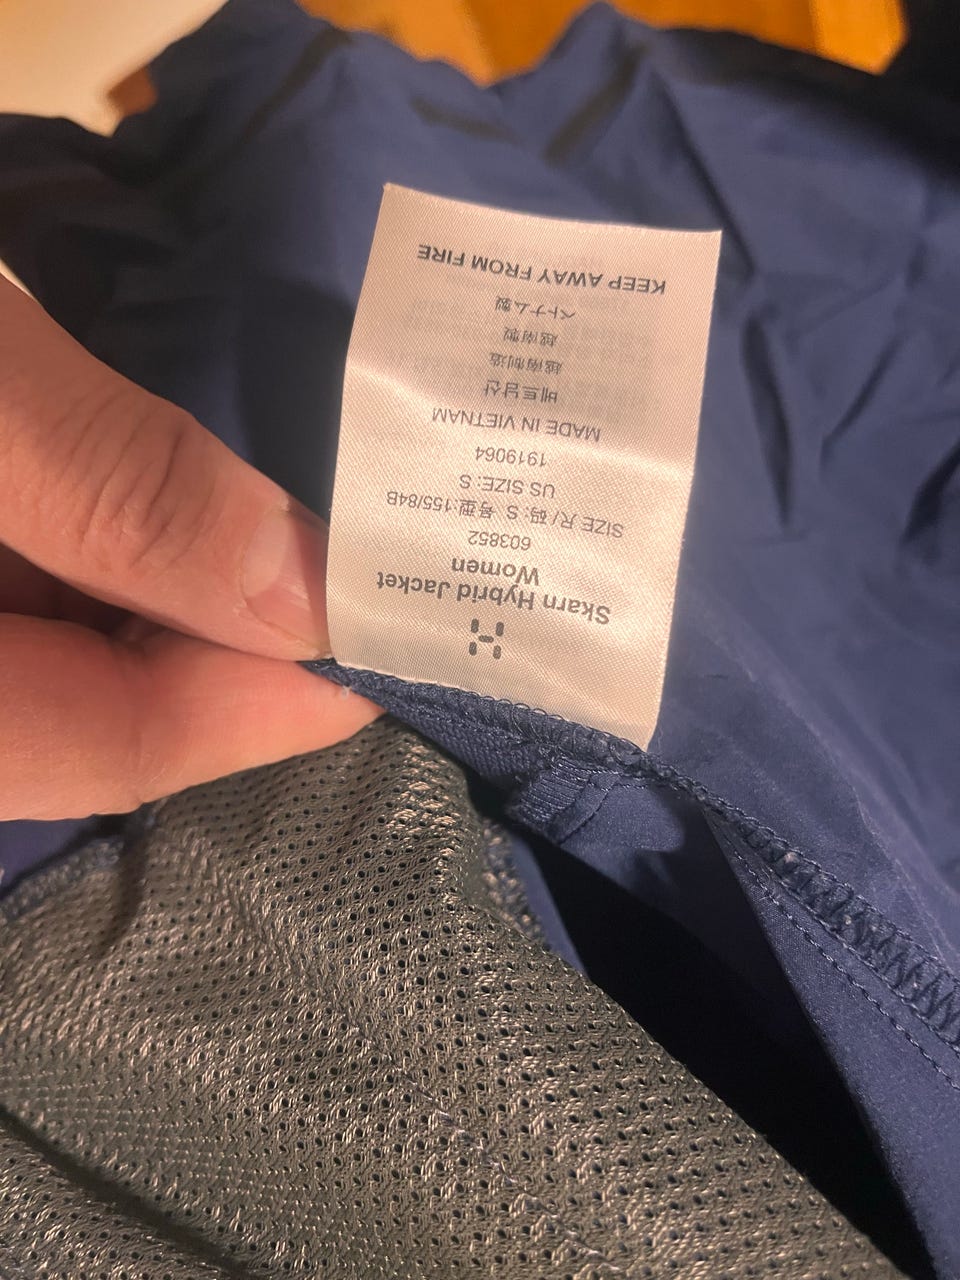 Skarn Hybrid Jacket
Women
603852
SIZE 尺/码: S 号型:155/84B
US SIZE: S
1919064
MADE IN VIETNAM
베트남산
越南制造
越南製
ベトナム製
KEEP AWAY FROM FIRE